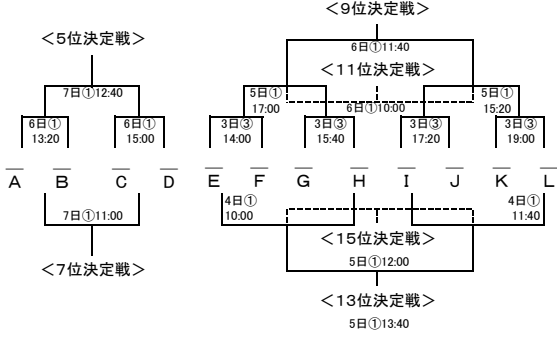 ＜9位決定戦＞
6日①11:40
＜5位決定戦＞
＜11位決定戦＞
7日①12:40
5日①
17:00
6日①10:00
5日①
15:20
6日①
13:20
6日①
15:00
3日③
14:00
3日③
15:40
3日③
17:20
3日③
19:00
A B C D E F G H I J K L
4日①
10:00
4日①
11:40
7日①11:00
＜15位決定戦＞
5日①12:00
＜7位決定戦＞
＜13位決定戦＞
5日①13:40